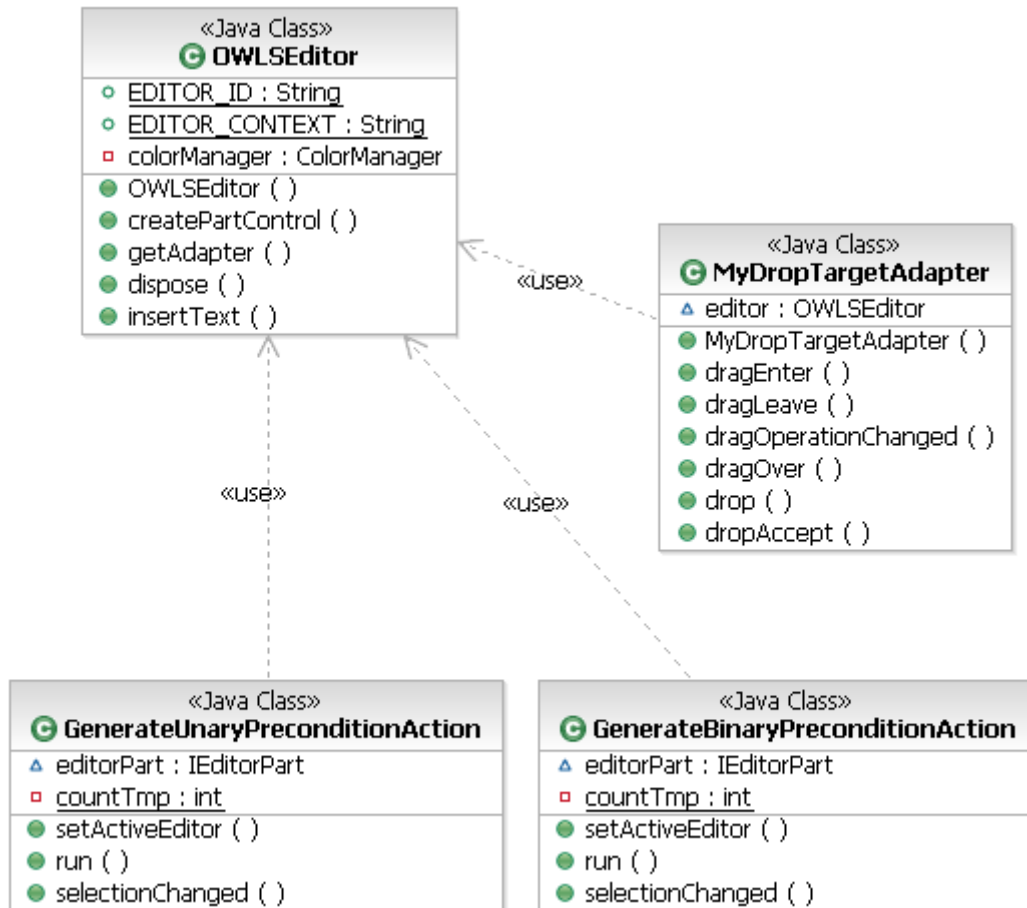 «Java Class»
OWLSEditor
EDITOR_ID : String
EDITOR_CONTEXT : String
colorManager : ColorManager
OWLSEditor ( )
createPartControl ( )
getAdapter ( )
dispose ( )
insertText ( )
«use»
«Java Class»
MyDropTargetAdapter
editor : OWLSEditor
MyDropTargetAdapter ( )
dragEnter ( )
dragLeave ( )
dragOperationChanged ( )
dragOver ( )
drop ( )
dropAccept ( )
«use»
«use»
«Java Class»
GenerateUnaryPreconditionAction
editorPart : IEditorPart
countTmp : int
setActiveEditor ( )
run ( )
selectionChanged ( )
«Java Class»
GenerateBinaryPreconditionAction
editorPart : IEditorPart
countTmp : int
setActiveEditor ( )
run ( )
selectionChanged ( )